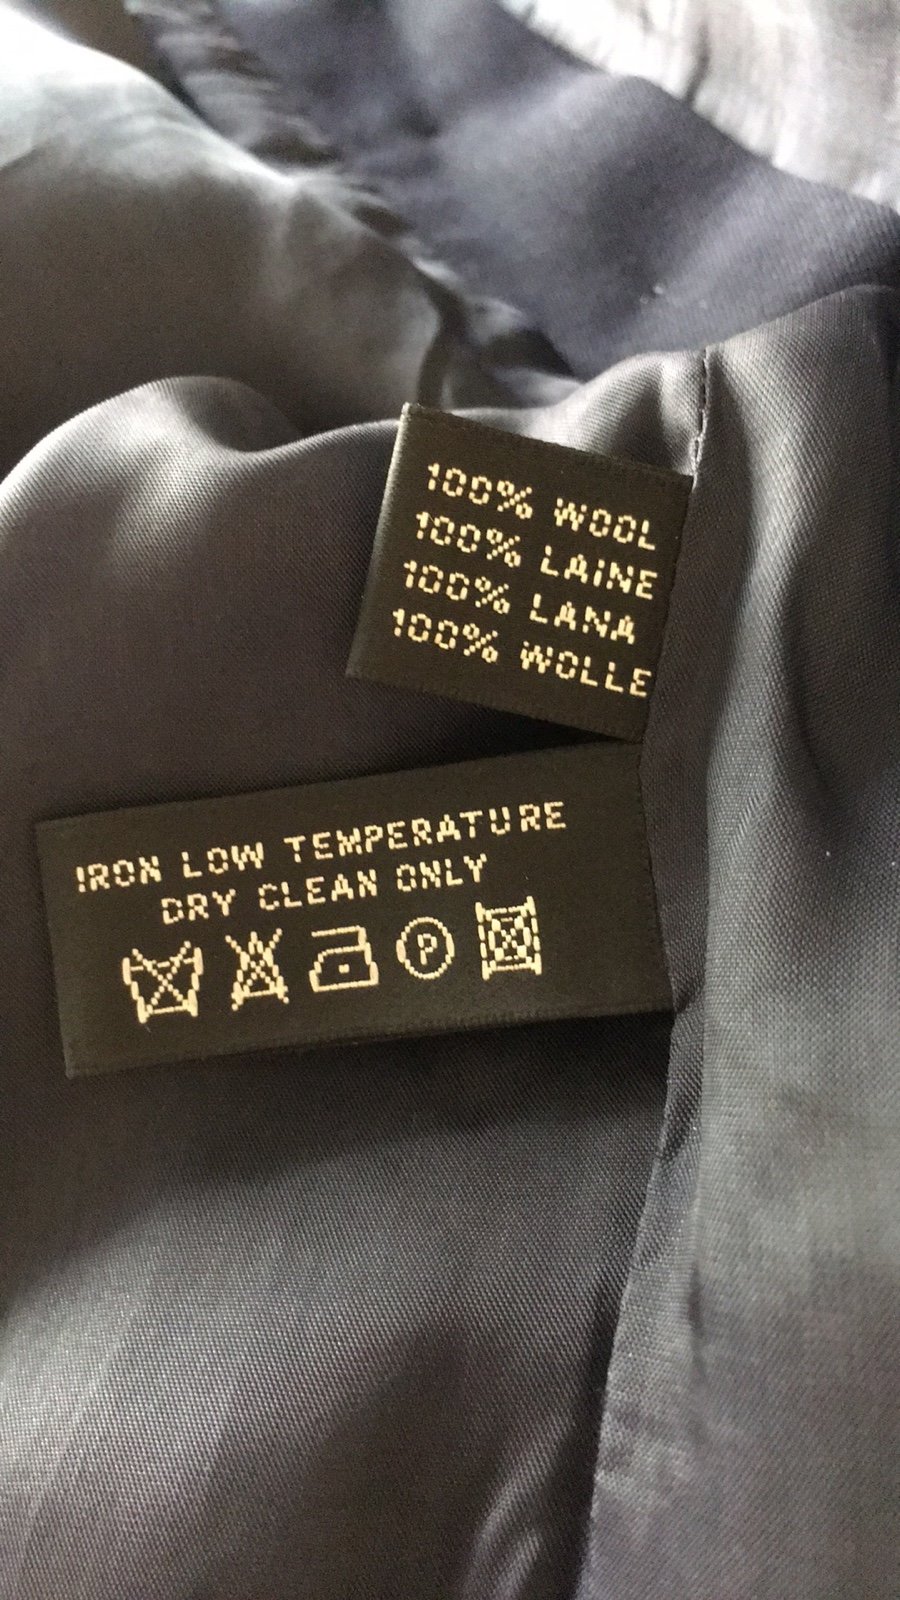 100% WOOL
100% LAINE
100% LANA
100% WOLLE
IRON LOW TEMPERATURE
DRY CLEAN ONLY
P